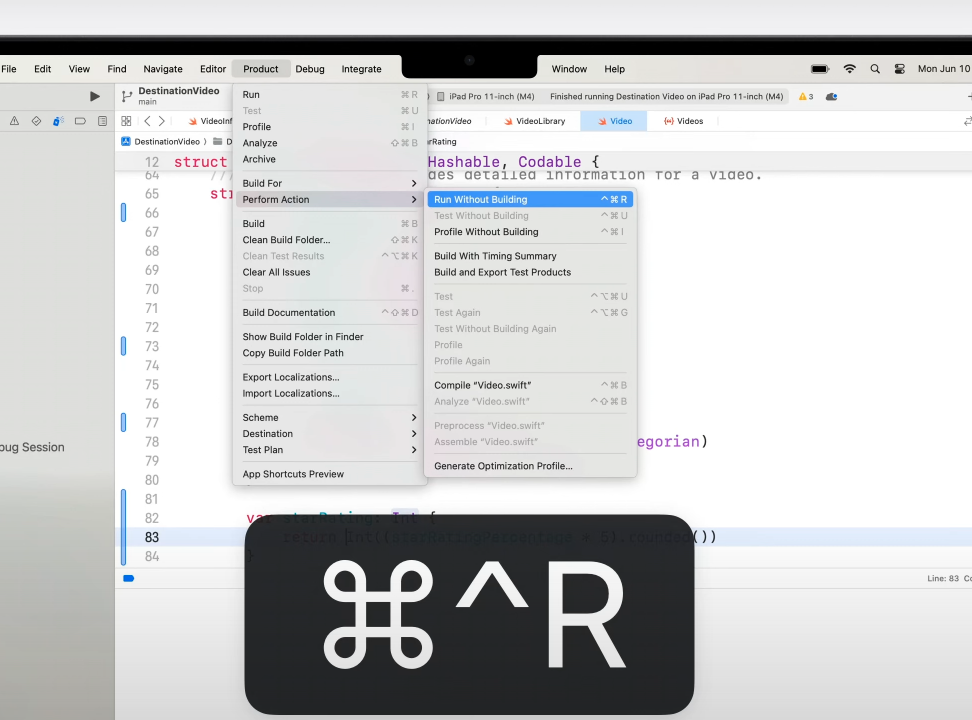 File Edit View Find Navigate Editor Product Debug Integrate Window Help Mon Jun 10
DestinationVideo
main
iPad Pro 11-inch (M4) Finished running Destination Video on iPad Pro 11-inch (M4) 3
VideoInf nationVideo VideoLibrary Video Videos
DestinationVideo D rRating
12 struct Hashable, Codable {
64 /// des detailed information for a video.
65 str
66
67
68
69
70
71
72
73
74
75
76
77
78 egorian)
79
80
81
82 var starRating: Int {
83 return Int((starRatingPercentage * 5).rounded())
84 }
bug Session
Run ⌘R
Test ⌘U
Profile ⌘I
Analyze ⇧⌘B
Archive
Build For
Perform Action
Build ⌘B
Clean Build Folder... ⇧⌘K
Clean Test Results ^⌥⌘K
Clear All Issues
Stop ⌘.
Build Documentation ^⇧⌘D
Show Build Folder in Finder
Copy Build Folder Path
Export Localizations...
Import Localizations...
Scheme
Destination
Test Plan
App Shortcuts Preview
Run Without Building ^⌘R
Test Without Building ^⌘U
Profile Without Building ^⌘I
Build With Timing Summary
Build and Export Test Products
Test ^⌥⌘U
Test Again ^⌥⌘G
Test Without Building Again
Profile
Profile Again
Compile “Video.swift” ^⌘B
Analyze “Video.swift” ^⇧⌘B
Preprocess “Video.swift”
Assemble “Video.swift”
Generate Optimization Profile...
Line: 83
⌘^R